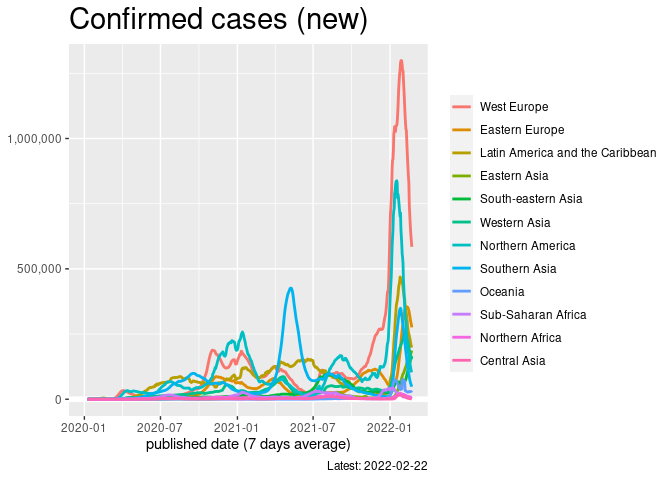 Confirmed cases (new)
1,000,000
500,000
0
2020-01 2020-07 2021-01 2021-07 2022-01
published date (7 days average)
Latest: 2022-02-22
West Europe
Eastern Europe
Latin America and the Caribbean
Eastern Asia
South-eastern Asia
Western Asia
Northern America
Southern Asia
Oceania
Sub-Saharan Africa
Northern Africa
Central Asia